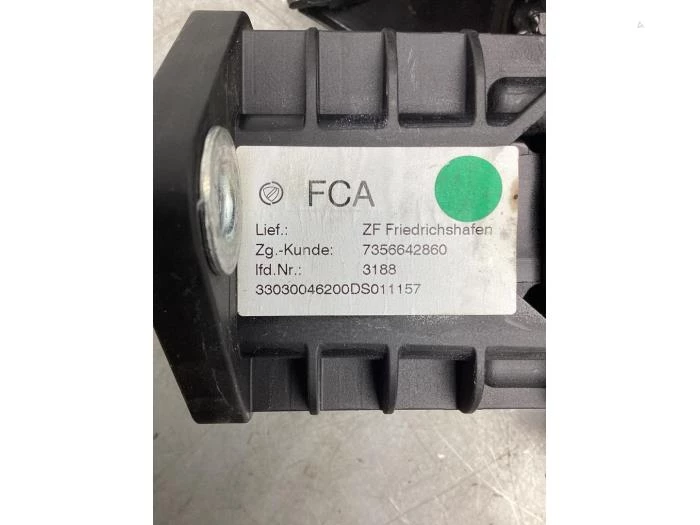 FCA
Lief.: ZF Friedrichshafen
Zg.-Kunde: 7356642860
lfd.Nr.: 3188
33030046200DS011157